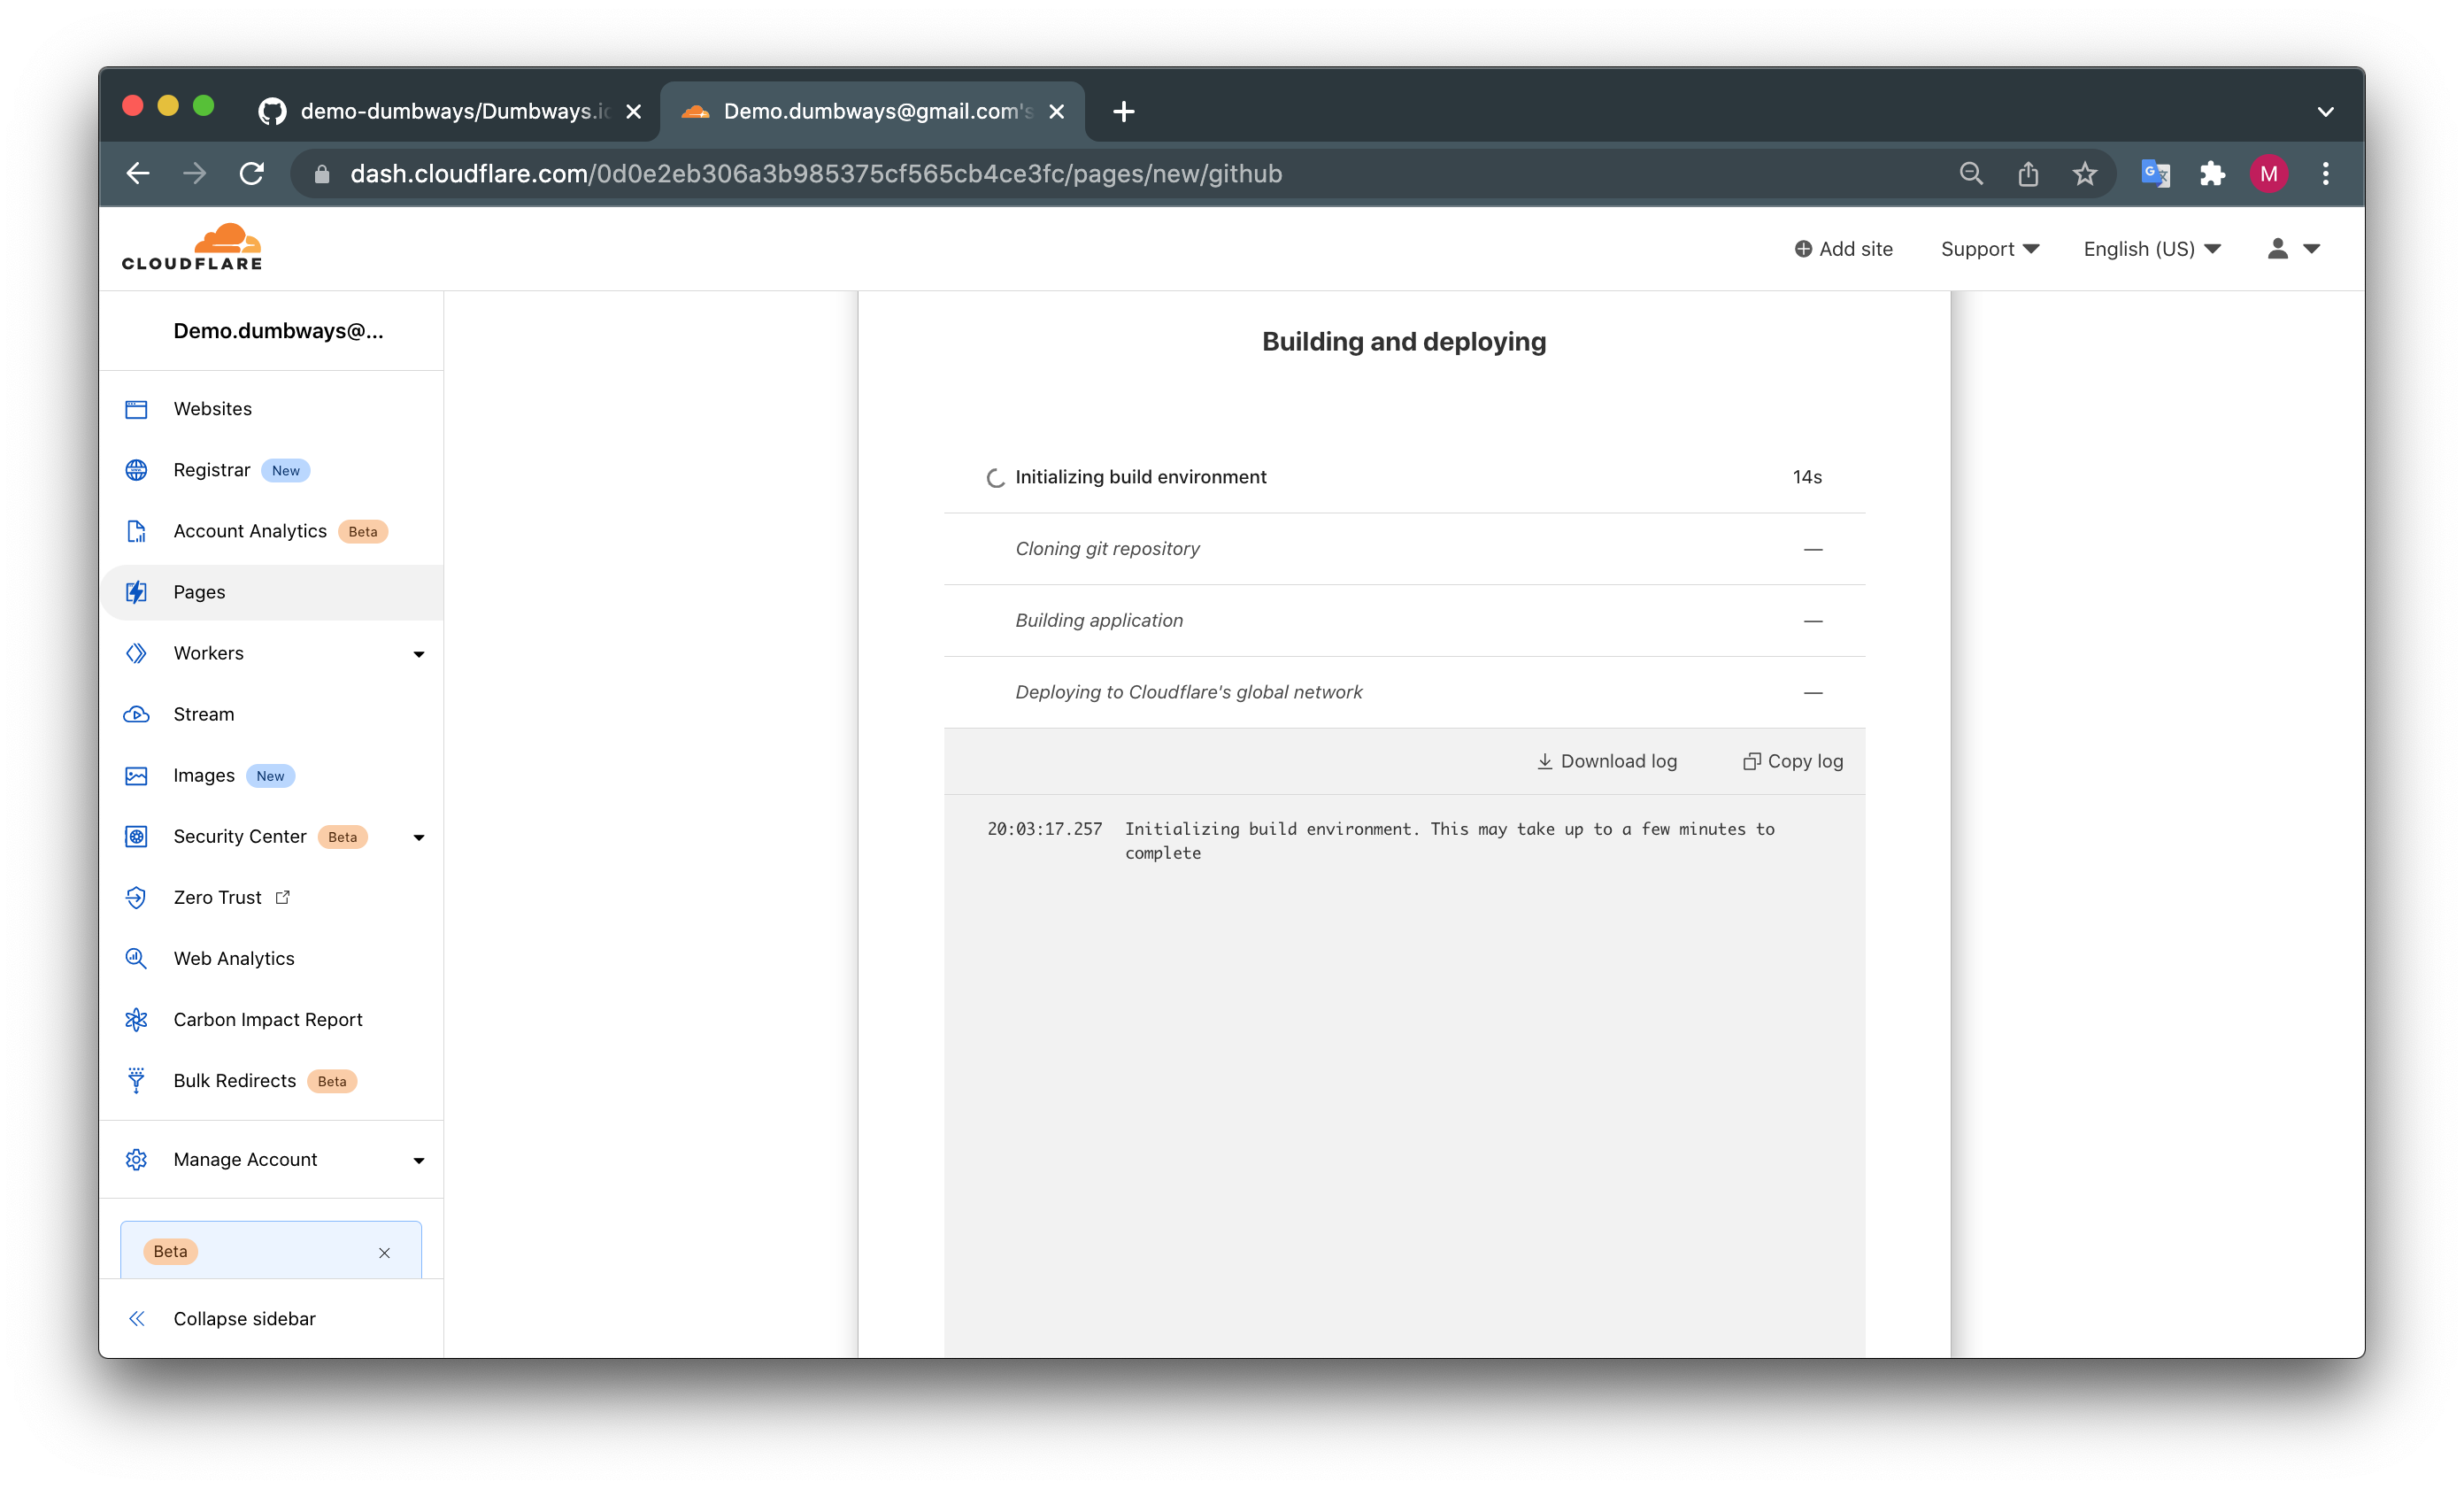 demo-dumbways/Dumbways.io
Demo.dumbways@gmail.com's
dash.cloudflare.com/0d0e2eb306a3b985375cf565cb4ce3fc/pages/new/github
M
CLOUDFLARE
Add site
Support
English (US)
Demo.dumbways@...
Websites
Registrar New
Account Analytics Beta
Pages
Workers
Stream
Images New
Security Center Beta
Zero Trust
Web Analytics
Carbon Impact Report
Bulk Redirects Beta
Manage Account
Beta
Collapse sidebar
Building and deploying
Initializing build environment 14s
Cloning git repository —
Building application —
Deploying to Cloudflare's global network —
Download log Copy log
20:03:17.257 Initializing build environment. This may take up to a few minutes to
complete